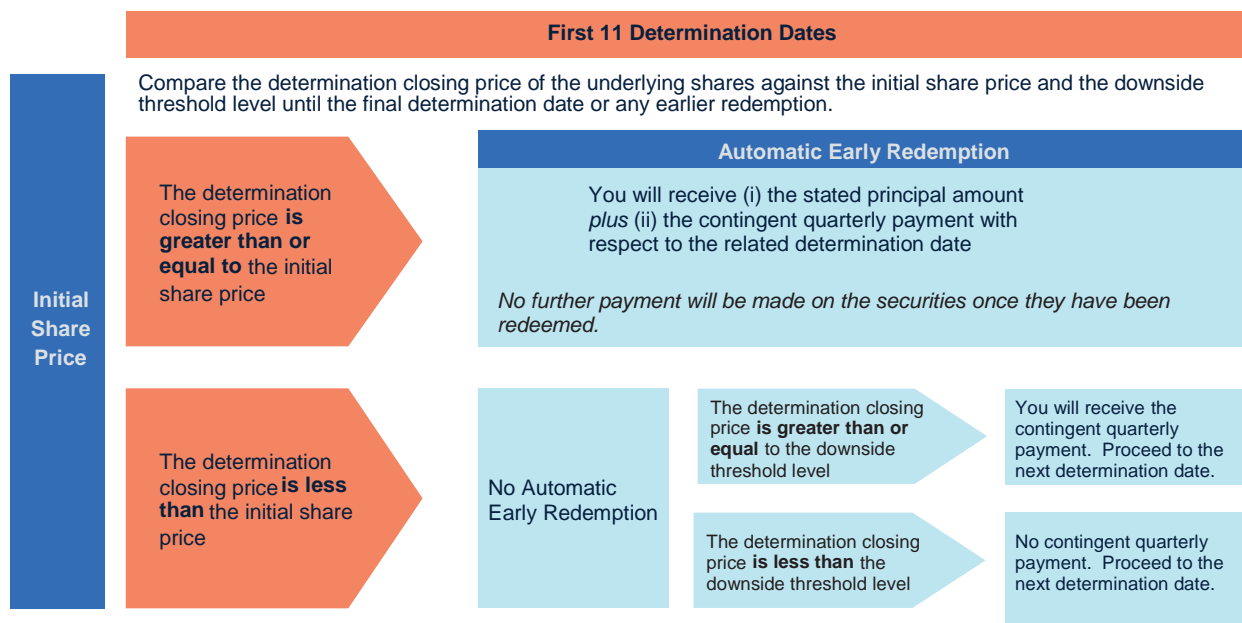 First 11 Determination Dates
Compare the determination closing price of the underlying shares against the initial share price and the downside
threshold level until the final determination date or any earlier redemption.
Initial
Share
Price
The determination
closing price is
greater than or
equal to the initial
share price
Automatic Early Redemption
You will receive (i) the stated principal amount
plus (ii) the contingent quarterly payment with
respect to the related determination date
No further payment will be made on the securities once they have been
redeemed.
The determination
closing price is less
than the initial share
price
No Automatic
Early Redemption
The determination closing
price is greater than or
equal to the downside
threshold level
You will receive the
contingent quarterly
payment.  Proceed to the
next determination date.
The determination closing
price is less than the
downside threshold level
No contingent quarterly
payment.  Proceed to the
next determination date.